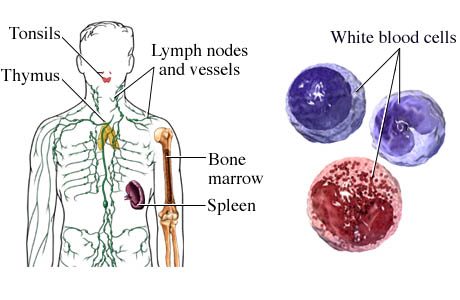 Tonsils
Thymus
Lymph nodes
and vessels
Bone
marrow
Spleen
White blood cells